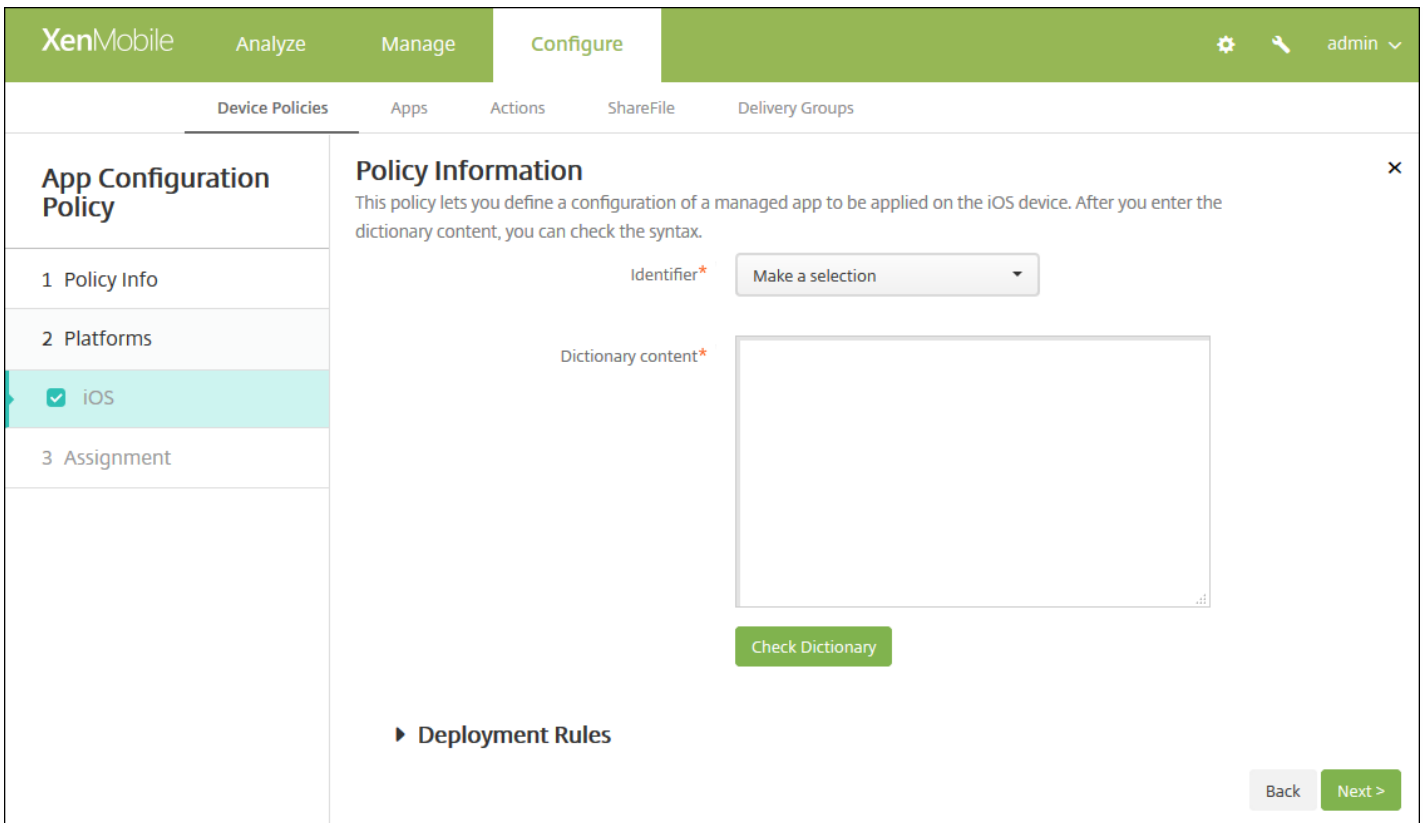 XenMobile Analyze Manage Configure admin
Device Policies Apps Actions ShareFile Delivery Groups
App Configuration
Policy
1 Policy Info
2 Platforms
iOS
3 Assignment
Policy Information
This policy lets you define a configuration of a managed app to be applied on the iOS device. After you enter the
dictionary content, you can check the syntax.
Identifier* Make a selection
Dictionary content*
Check Dictionary
Deployment Rules
Back Next >